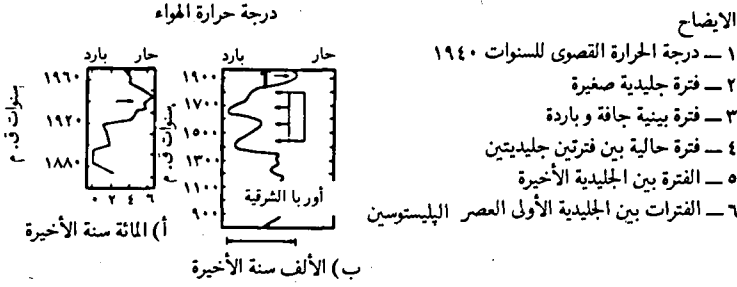 درجة حرارة الهواء
الايضاح
١ — درجة الحرارة القصوى للسنوات ١٩٤٠
٢ — فترة جليدية صغيرة
٣ — فترة بينية جافة و باردة
٤ — فترة حالية بين فترتين جليديتين
٥ — الفترة بين الجليدية الأخيرة
٦ — الفترات بين الجليدية الأولى العصر الپليستوسين
حار بارد
سنوات ق. م
١٩٠٠
١٧٠٠
١٥٠٠
١٣٠٠
١١٠٠
٩٠٠
أوربا الشرقية
ب) الألف سنة الأخيرة
حار بارد
سنوات ق. م
١٩٦٠
١٩٢٠
١٨٨٠
٠ ٢ ٤ ٦
أ) المائة سنة الأخيرة